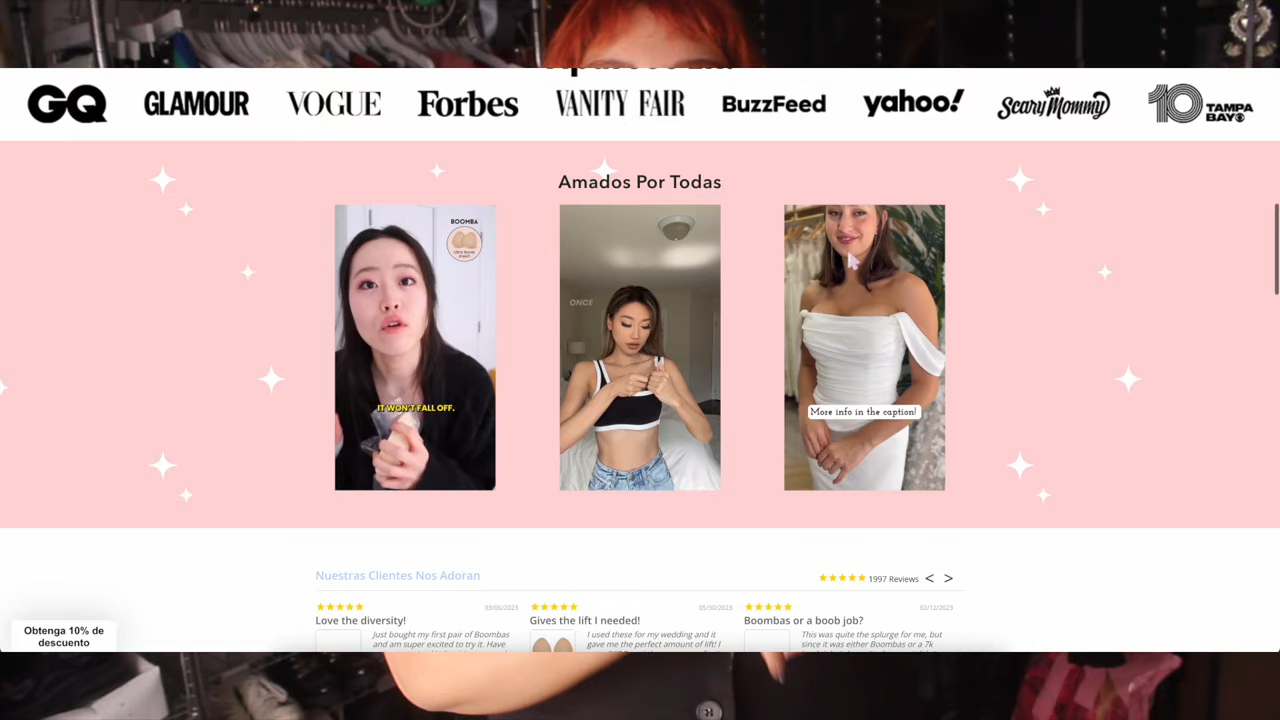 GQ
GLAMOUR
VOGUE
Forbes
VANITY FAIR
BuzzFeed
yahoo!
Scary Mommy
10 TAMPA BAY
Amados Por Todas
BOOMBA
IT WON'T FALL OFF.
ONCE
More info in the caption!
Nuestras Clientes Nos Adoran
1997 Reviews < >
03/06/2023
Love the diversity!
Just bought my first pair of Boombas
and am super excited to try it. Have
05/30/2023
Gives the lift I needed!
I used these for my wedding and it
gave me the perfect amount of lift! I
02/12/2023
Boombas or a boob job?
This was quite the splurge for me, but
since it was either Boombas or a 7k
Obtenga 10% de
descuento